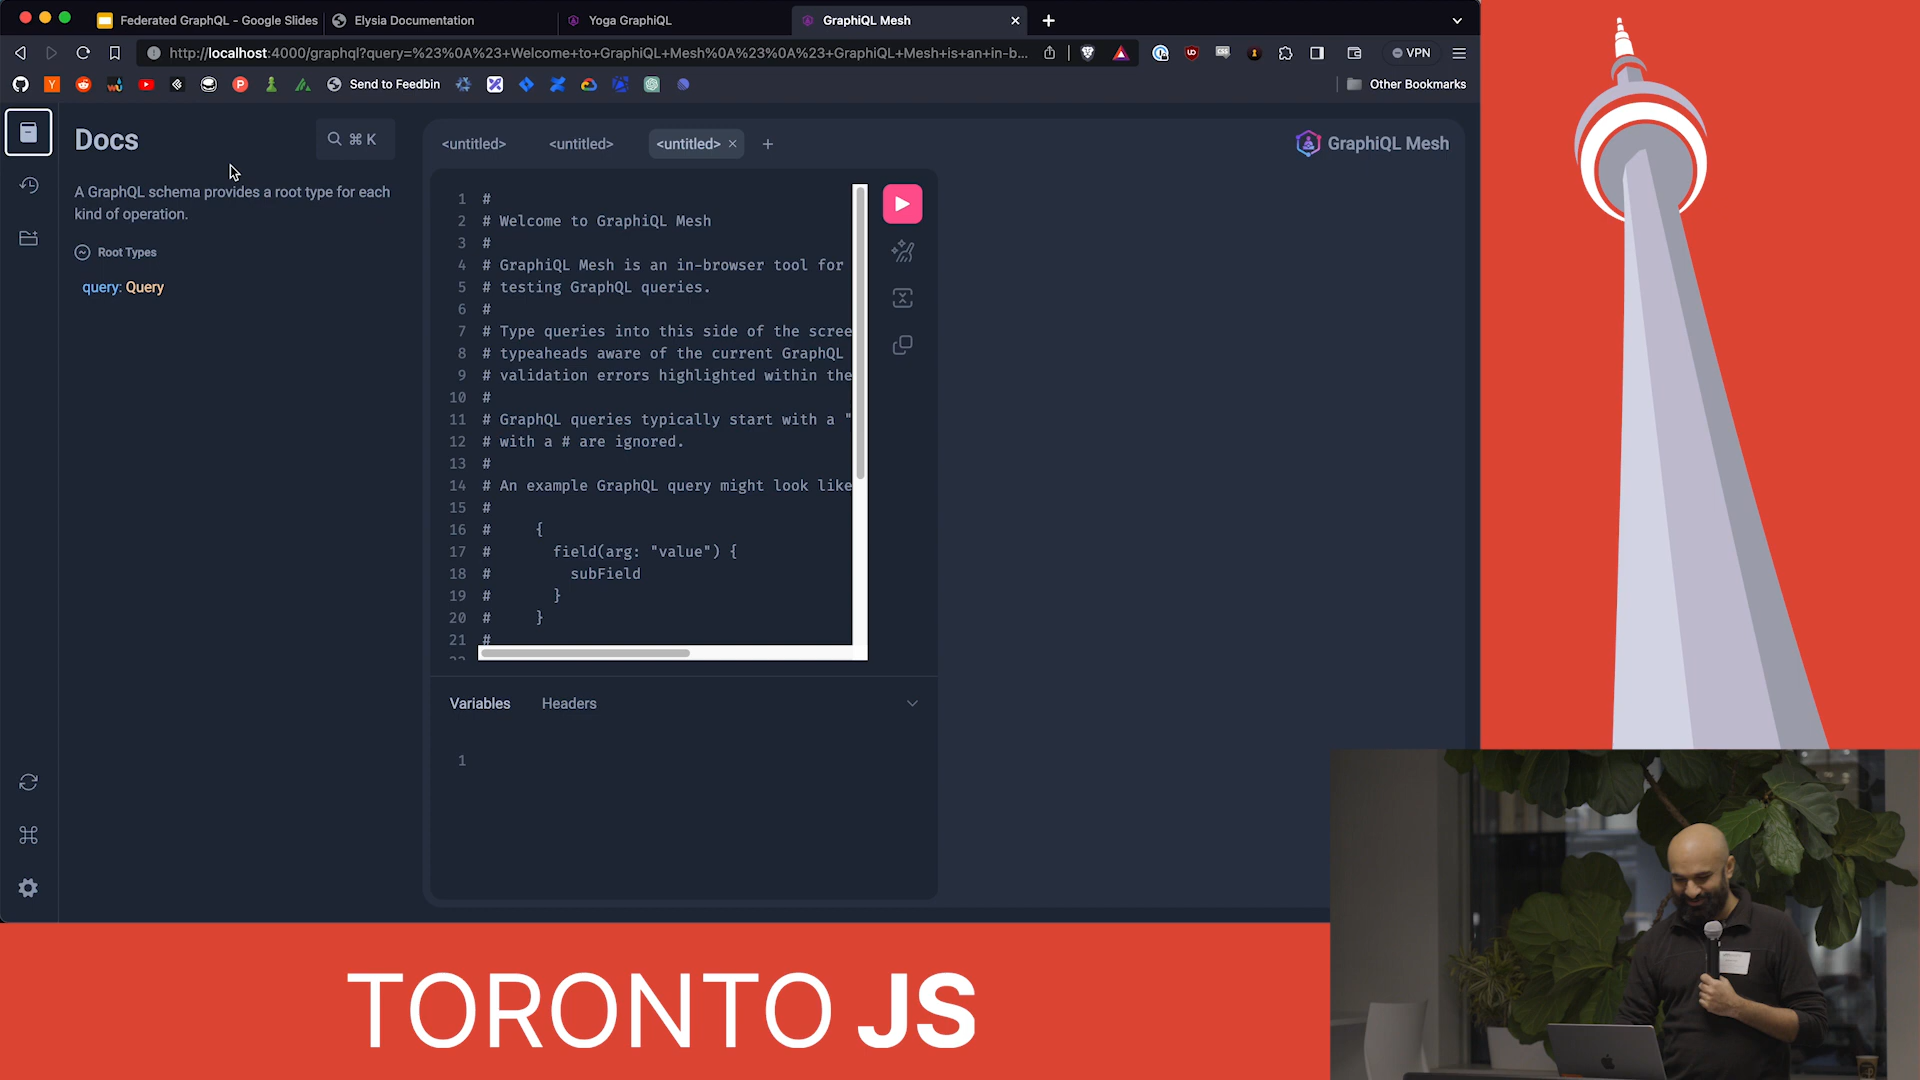 Federated GraphQL - Google Slides
Elysia Documentation
Yoga GraphiQL
GraphiQL Mesh
http://localhost:4000/graphql?query=%23%0A%23+Welcome+to+GraphiQL+Mesh%0A%23%0A%23+GraphiQL+Mesh+is+an+in-b...
VPN
Send to Feedbin
Other Bookmarks
Docs
⌘ K
A GraphQL schema provides a root type for each
kind of operation.
Root Types
query: Query
<untitled>
<untitled>
<untitled>
GraphiQL Mesh
1 #
2 # Welcome to GraphiQL Mesh
3 #
4 # GraphiQL Mesh is an in-browser tool for
5 # testing GraphQL queries.
6 #
7 # Type queries into this side of the scree
8 # typeaheads aware of the current GraphQL
9 # validation errors highlighted within the
10 #
11 # GraphQL queries typically start with a "
12 # with a # are ignored.
13 #
14 # An example GraphQL query might look like
15 #
16 # {
17 # field(arg: "value") {
18 # subField
19 # }
20 # }
21 #
Variables
Headers
1
TORONTO JS